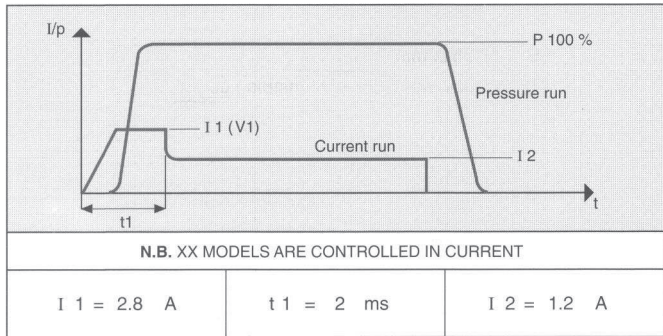 I/p
P 100 %
Pressure run
I 1 (V1)
Current run
I 2
t
t1
N.B. XX MODELS ARE CONTROLLED IN CURRENT
I 1 = 2.8 A
t 1 = 2 ms
I 2 = 1.2 A